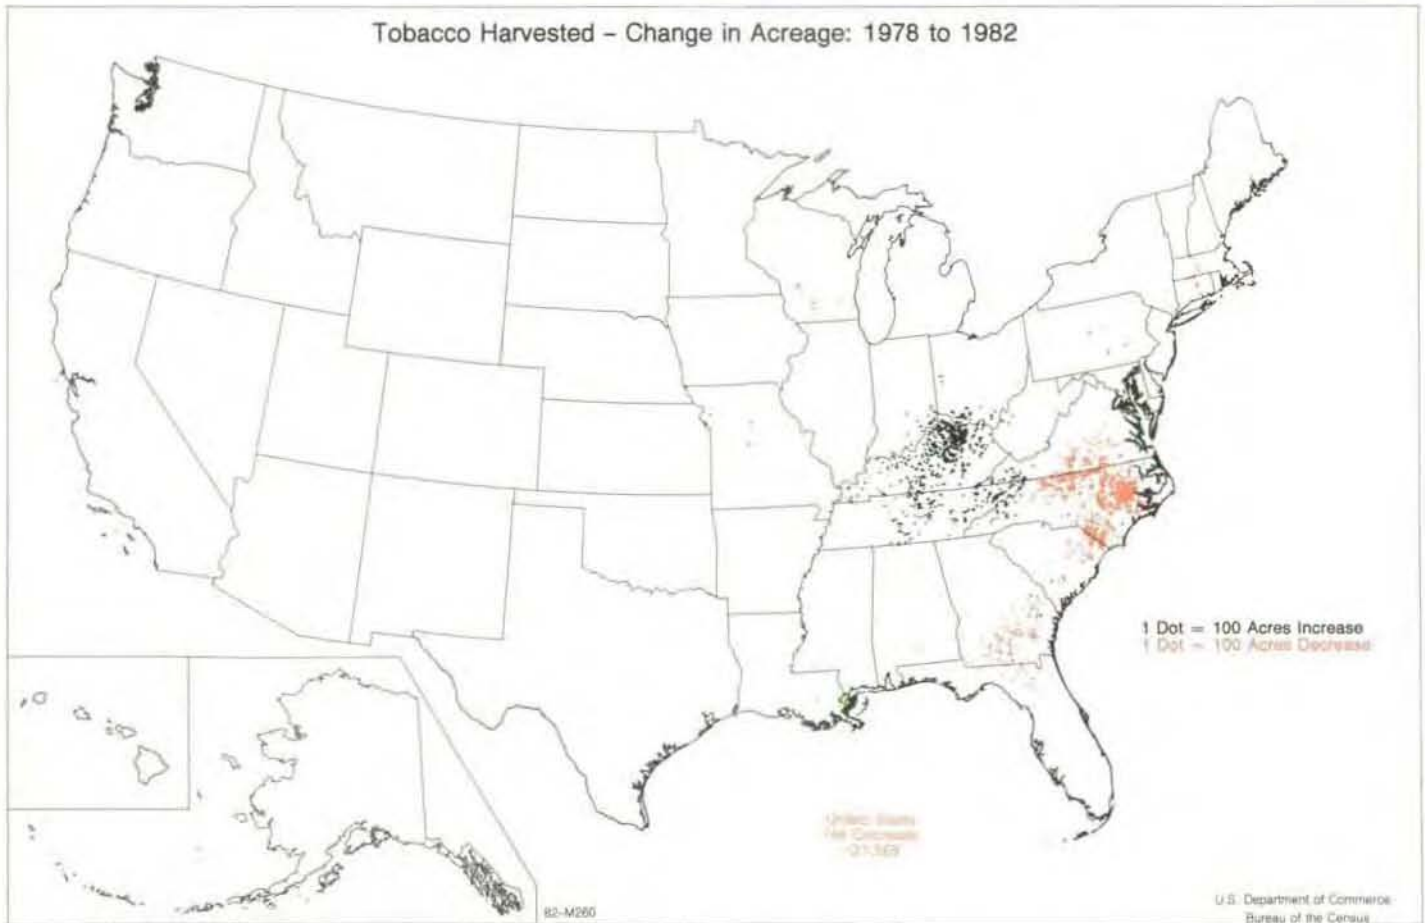 Tobacco Harvested – Change in Acreage: 1978 to 1982
1 Dot = 100 Acres Increase
1 Dot = 100 Acres Decrease
United States
Net Decrease
82-M260
U.S. Department of Commerce
Bureau of the Census